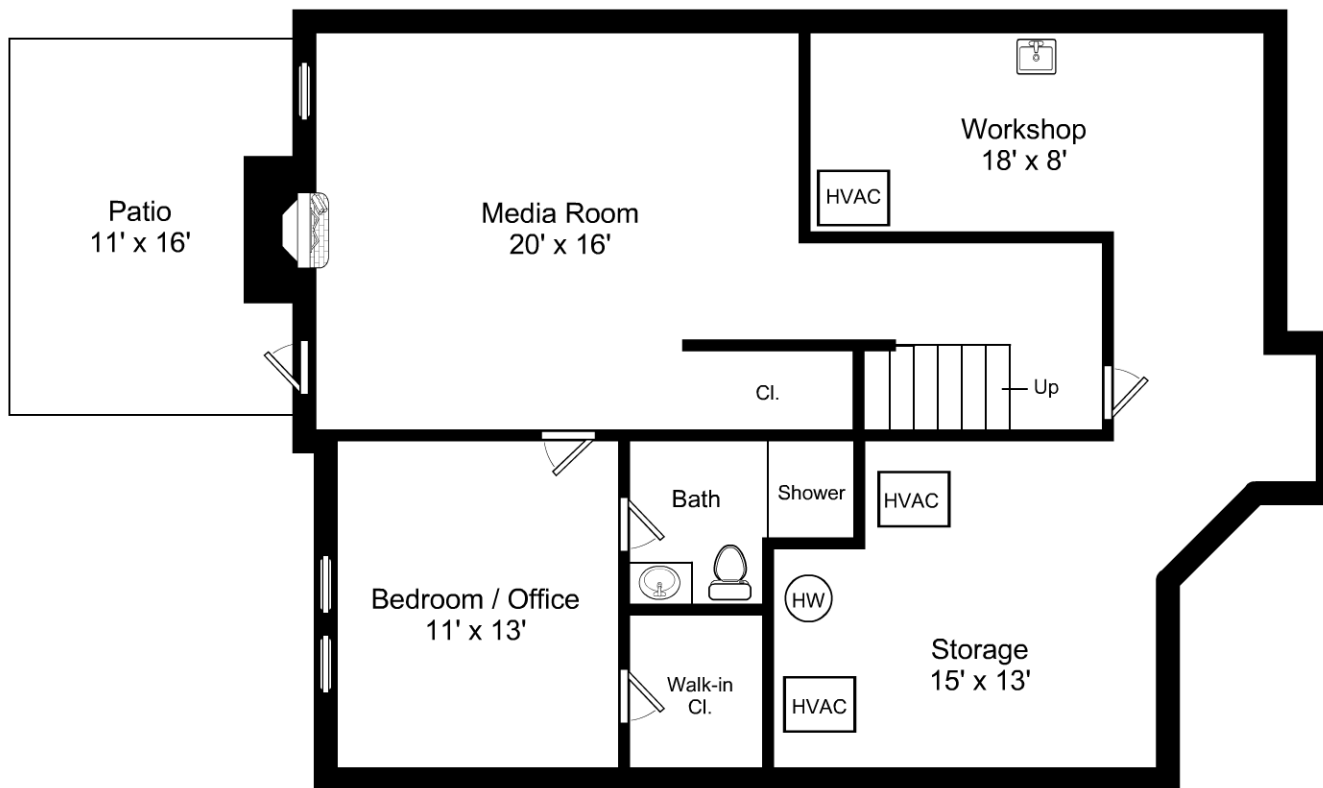 Workshop
18' x 8'
HVAC
Patio
11' x 16'
Media Room
20' x 16'
Cl.
Up
Bath
Shower
HVAC
Bedroom / Office
11' x 13'
HW
Storage
15' x 13'
Walk-in
Cl.
HVAC